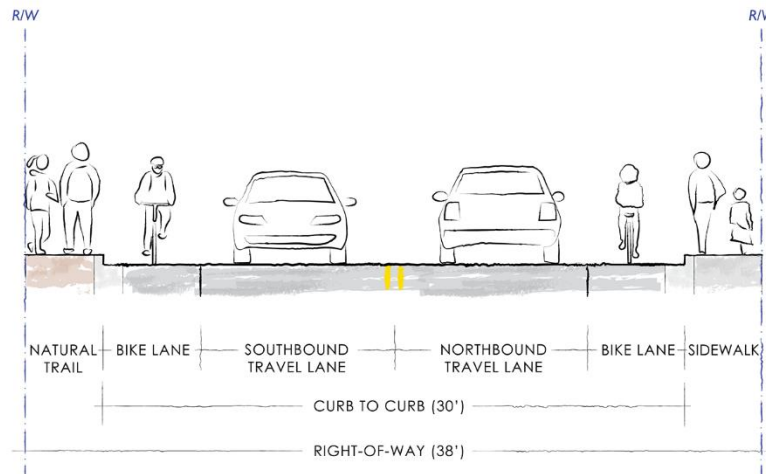 R/W
R/W
NATURAL TRAIL
BIKE LANE
SOUTHBOUND TRAVEL LANE
NORTHBOUND TRAVEL LANE
BIKE LANE
SIDEWALK
CURB TO CURB (30')
RIGHT-OF-WAY (38')